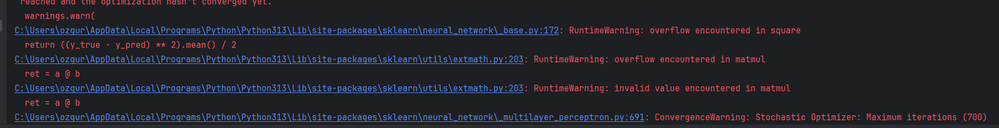 reached and the optimization hasn't converged yet.
warnings.warn(
C:\Users\ozgur\AppData\Local\Programs\Python\Python313\Lib\site-packages\sklearn\neural_network\_base.py:172: RuntimeWarning: overflow encountered in square
return ((y_true - y_pred) ** 2).mean() / 2
C:\Users\ozgur\AppData\Local\Programs\Python\Python313\Lib\site-packages\sklearn\utils\extmath.py:203: RuntimeWarning: overflow encountered in matmul
ret = a @ b
C:\Users\ozgur\AppData\Local\Programs\Python\Python313\Lib\site-packages\sklearn\utils\extmath.py:203: RuntimeWarning: invalid value encountered in matmul
ret = a @ b
C:\Users\ozgur\AppData\Local\Programs\Python\Python313\Lib\site-packages\sklearn\neural_network\_multilayer_perceptron.py:691: ConvergenceWarning: Stochastic Optimizer: Maximum iterations (700)